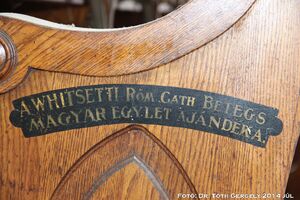 A WHITSETTI RÓM. CATH BETEGS.
MAGYAR EGYLET AJÁNDÉKA.
FOTÓ: DR. TÓTH GERGELY 2014 JÚL